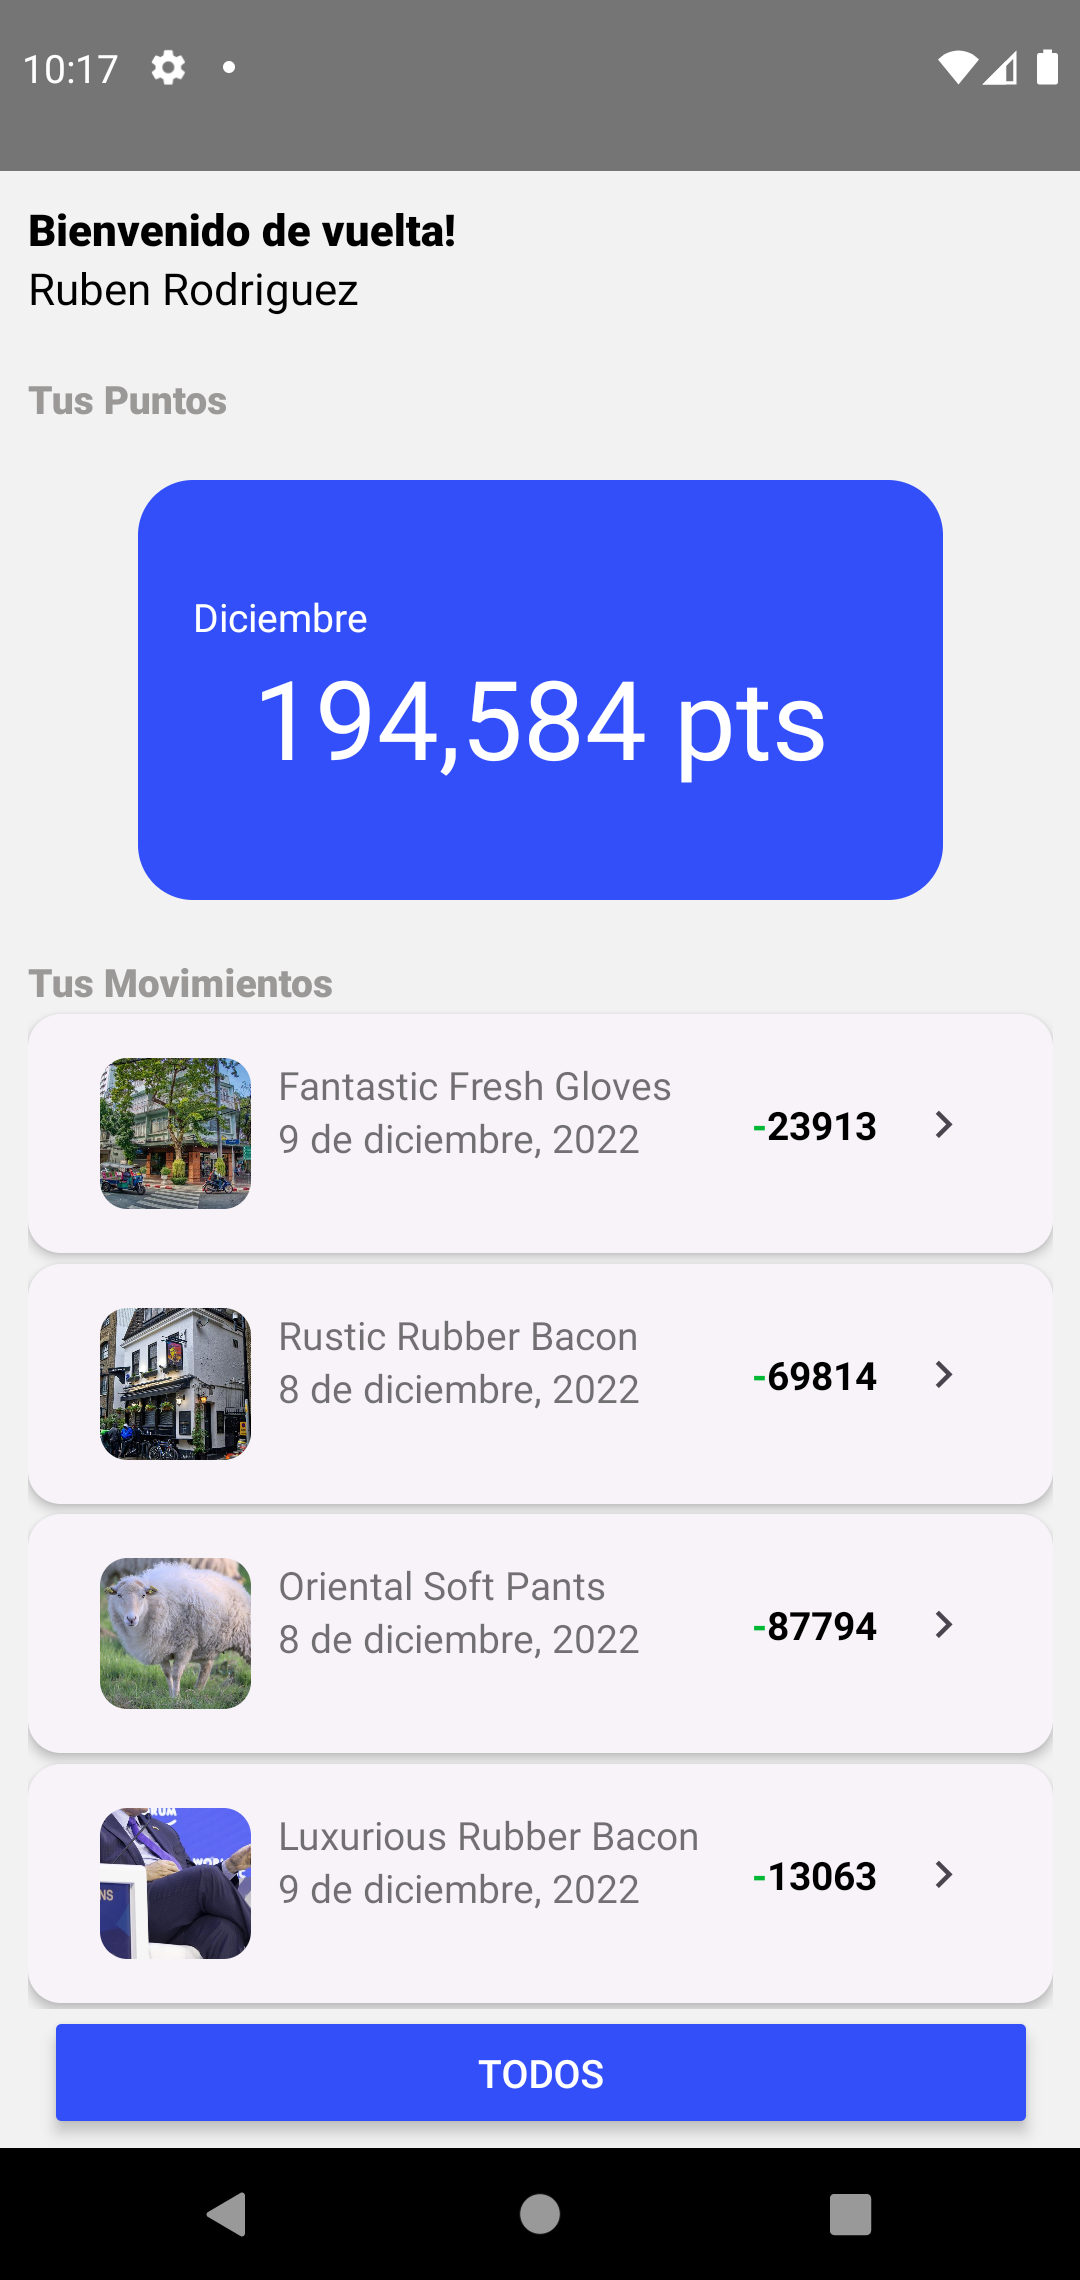 10:17
Bienvenido de vuelta!
Ruben Rodriguez
Tus Puntos
Diciembre
194,584 pts
Tus Movimientos
Fantastic Fresh Gloves
9 de diciembre, 2022
-23913
Rustic Rubber Bacon
8 de diciembre, 2022
-69814
Oriental Soft Pants
8 de diciembre, 2022
-87794
Luxurious Rubber Bacon
9 de diciembre, 2022
-13063
TODOS